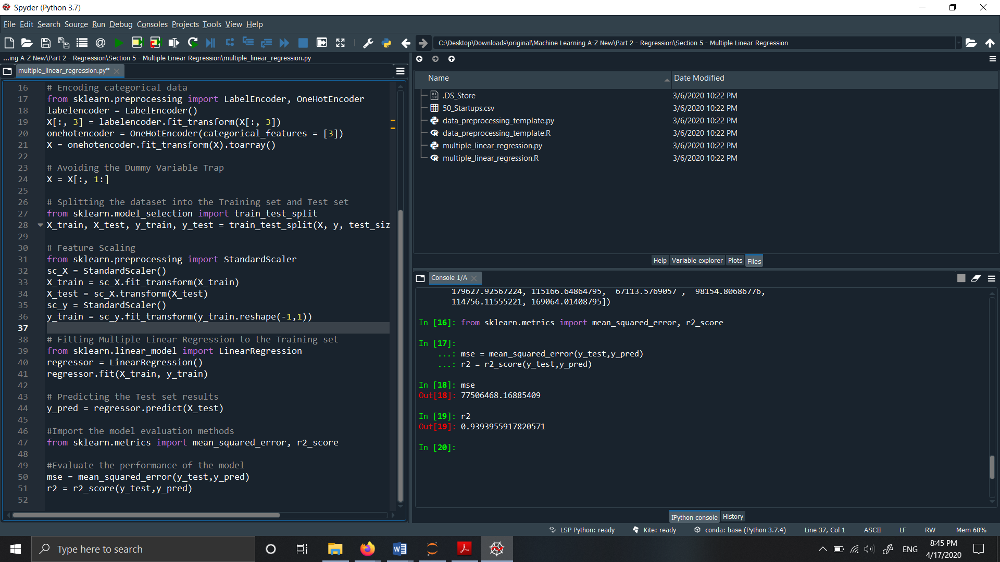 Spyder (Python 3.7)
File Edit Search Source Run Debug Consoles Projects Tools View Help
C:\Desktop\Downloads\original\Machine Learning A-Z New\Part 2 - Regression\Section 5 - Multiple Linear Regression
...ing A-Z New\Part 2 - Regression\Section 5 - Multiple Linear Regression\multiple_linear_regression.py
multiple_linear_regression.py*
16 # Encoding categorical data
17 from sklearn.preprocessing import LabelEncoder, OneHotEncoder
18 labelencoder = LabelEncoder()
19 X[:, 3] = labelencoder.fit_transform(X[:, 3])
20 onehotencoder = OneHotEncoder(categorical_features = [3])
21 X = onehotencoder.fit_transform(X).toarray()
22
23 # Avoiding the Dummy Variable Trap
24 X = X[:, 1:]
25
26 # Splitting the dataset into the Training set and Test set
27 from sklearn.model_selection import train_test_split
28 X_train, X_test, y_train, y_test = train_test_split(X, y, test_siz
29
30 # Feature Scaling
31 from sklearn.preprocessing import StandardScaler
32 sc_X = StandardScaler()
33 X_train = sc_X.fit_transform(X_train)
34 X_test = sc_X.transform(X_test)
35 sc_y = StandardScaler()
36 y_train = sc_y.fit_transform(y_train.reshape(-1,1))
37
38 # Fitting Multiple Linear Regression to the Training set
39 from sklearn.linear_model import LinearRegression
40 regressor = LinearRegression()
41 regressor.fit(X_train, y_train)
42
43 # Predicting the Test set results
44 y_pred = regressor.predict(X_test)
45
46 #Import the model evaluation methods
47 from sklearn.metrics import mean_squared_error, r2_score
48
49 #Evaluate the performance of the model
50 mse = mean_squared_error(y_test,y_pred)
51 r2 = r2_score(y_test,y_pred)
52
Name Date Modified
.DS_Store 3/6/2020 10:22 PM
50_Startups.csv 3/6/2020 10:22 PM
data_preprocessing_template.py 3/6/2020 10:22 PM
data_preprocessing_template.R 3/6/2020 10:22 PM
multiple_linear_regression.py 3/6/2020 10:22 PM
multiple_linear_regression.R 3/6/2020 10:22 PM
Help Variable explorer Plots Files
Console 1/A
179627.92567224, 115166.64864795, 67113.5769057 , 98154.80686776,
114756.11555221, 169064.01408795])
In [16]: from sklearn.metrics import mean_squared_error, r2_score
In [17]:
...: mse = mean_squared_error(y_test,y_pred)
...: r2 = r2_score(y_test,y_pred)
In [18]: mse
Out[18]: 77506468.16885409
In [19]: r2
Out[19]: 0.9393955917820571
In [20]:
IPython console History
LSP Python: ready Kite: ready conda: base (Python 3.7.4) Line 37, Col 1 ASCII LF RW Mem 68%
Type here to search
ENG
8:45 PM
4/17/2020